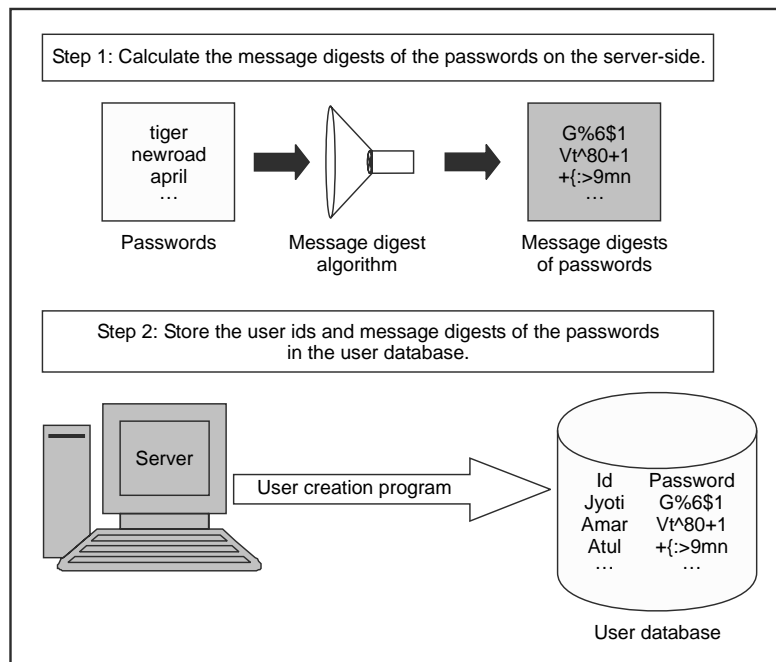 Step 1: Calculate the message digests of the passwords on the server-side.
tiger
newroad
april
…
Passwords
Message digest
algorithm
G%6$1
Vt^80+1
+{:>9mn
…
Message digests
of passwords
Step 2: Store the user ids and message digests of the passwords
in the user database.
Server
User creation program
Id Password
Jyoti G%6$1
Amar Vt^80+1
Atul +{:>9mn
… …
User database